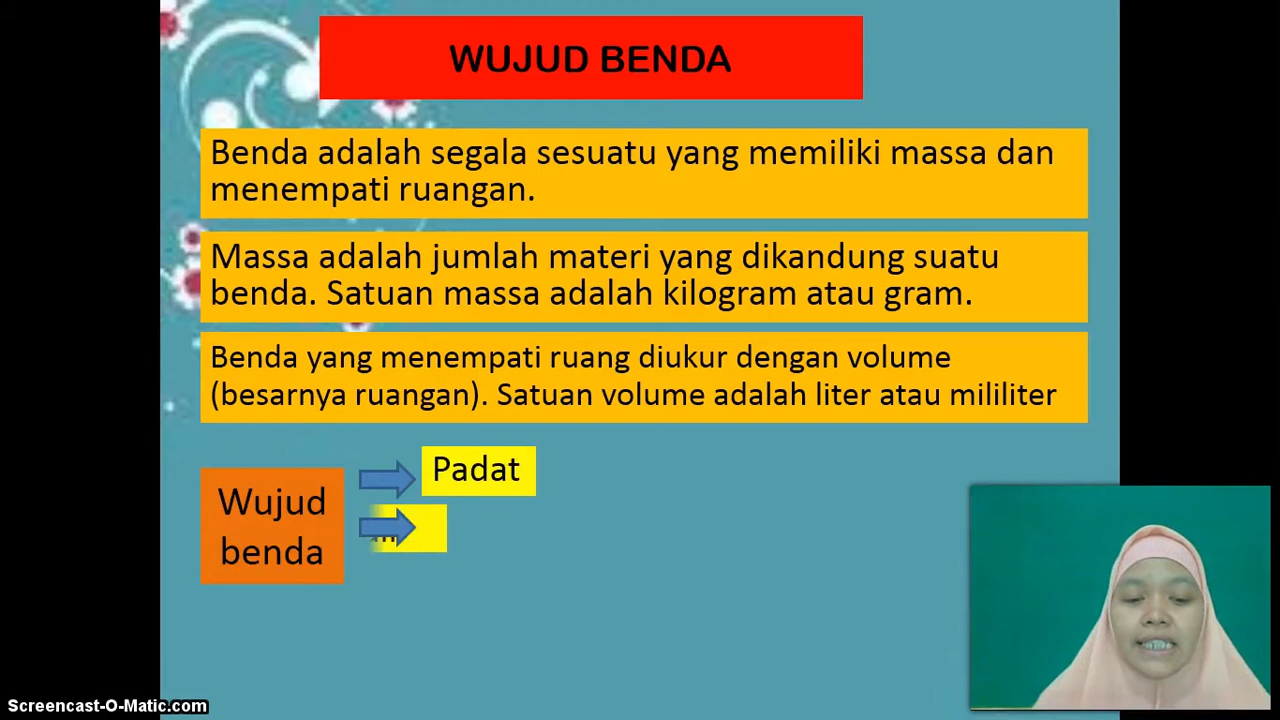 WUJUD BENDA
Benda adalah segala sesuatu yang memiliki massa dan
menempati ruangan.
Massa adalah jumlah materi yang dikandung suatu
benda. Satuan massa adalah kilogram atau gram.
Benda yang menempati ruang diukur dengan volume
(besarnya ruangan). Satuan volume adalah liter atau mililiter
Wujud
benda
Padat
Screencast-O-Matic.com